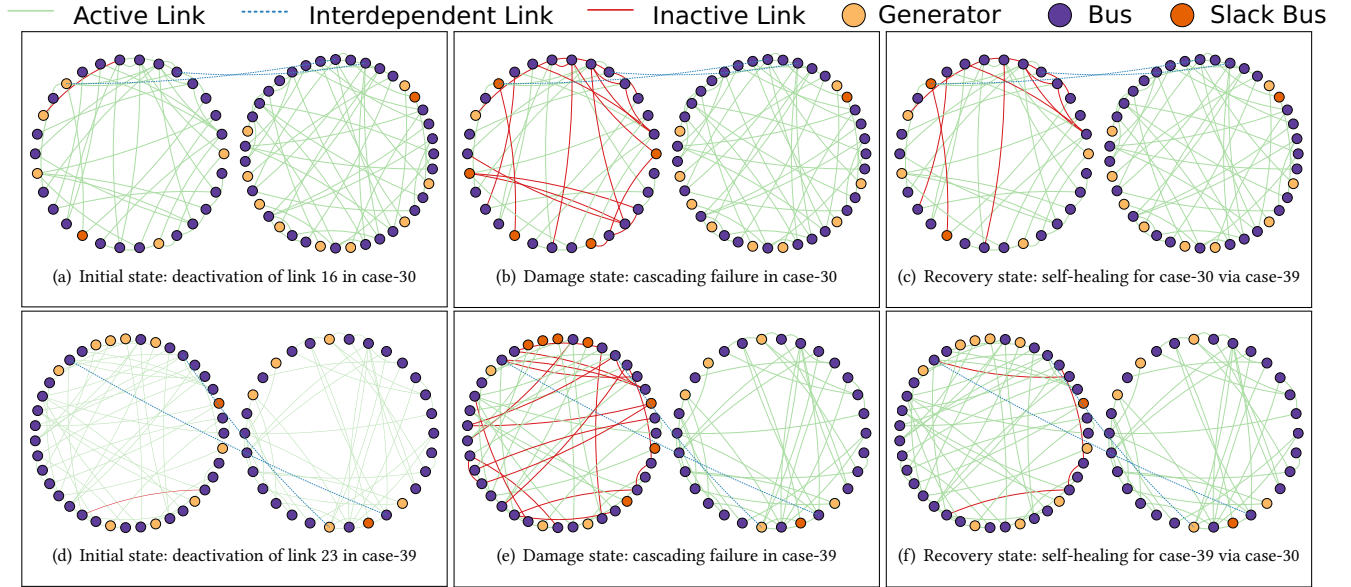 Active Link Interdependent Link Inactive Link Generator Bus Slack Bus
(a) Initial state: deactivation of link 16 in case-30
(b) Damage state: cascading failure in case-30
(c) Recovery state: self-healing for case-30 via case-39
(d) Initial state: deactivation of link 23 in case-39
(e) Damage state: cascading failure in case-39
(f) Recovery state: self-healing for case-39 via case-30